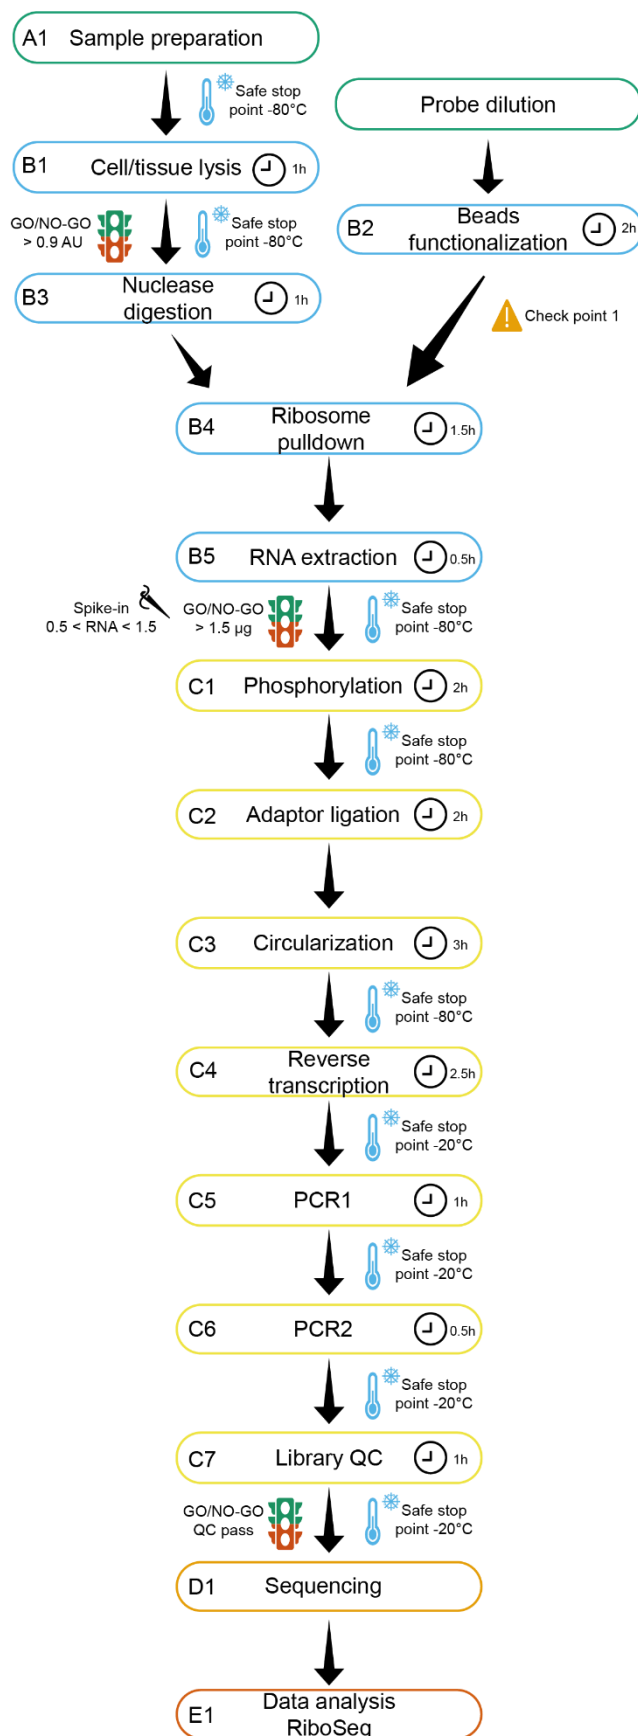 A1 Sample preparation
Safe stop
point -80°C
Probe dilution
B1 Cell/tissue lysis 1h
GO/NO-GO
> 0.9 AU
Safe stop
point -80°C
B2 Beads
functionalization 2h
B3 Nuclease
digestion 1h
Check point 1
B4 Ribosome
pulldown 1.5h
B5 RNA extraction 0.5h
Spike-in
0.5 < RNA < 1.5
GO/NO-GO
> 1.5 µg
Safe stop
point -80°C
C1 Phosphorylation 2h
Safe stop
point -80°C
C2 Adaptor ligation 2h
C3 Circularization 3h
Safe stop
point -80°C
C4 Reverse
transcription 2.5h
Safe stop
point -20°C
C5 PCR1 1h
Safe stop
point -20°C
C6 PCR2 0.5h
Safe stop
point -20°C
C7 Library QC 1h
GO/NO-GO
QC pass
Safe stop
point -20°C
D1 Sequencing
E1 Data analysis
RiboSeq